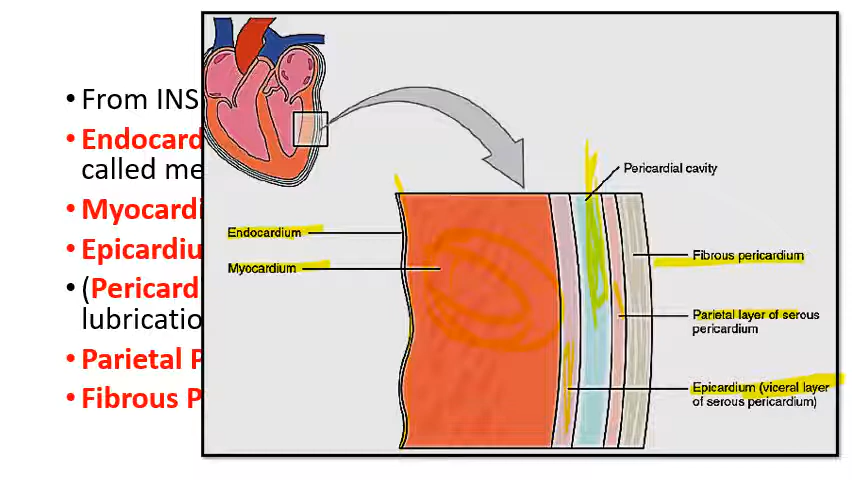 • From INS
• Endocard
called me
• Myocardi
• Epicardiu
• (Pericard
lubricatio
• Parietal P
• Fibrous P
Pericardial cavity
Endocardium
Myocardium
Fibrous pericardium
Parietal layer of serous
pericardium
Epicardium (visceral layer
of serous pericardium)